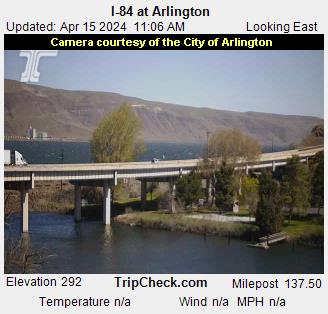 I-84 at Arlington
Updated: Apr 15 2024 11:06 AM Looking East
Camera courtesy of the City of Arlington
Elevation 292 TripCheck.com Milepost 137.50
Temperature n/a Wind n/a MPH n/a